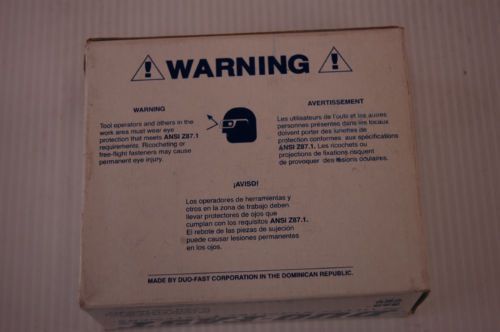 WARNING
WARNING
Tool operators and others in the
work area must wear eye
protection that meets ANSI Z87.1
requirements. Ricocheting or
free-flight fasteners may cause
permanent eye injury.
AVERTISSEMENT
Les utilisateurs de l'outil et les autres
personnes présentes dans les locaux
doivent porter des lunettes de
protection conformes aux spécifications
ANSI Z87.1. Les ricochets ou
projections de fixations risquent
de provoquer des lésions oculaires.
¡AVISO!
Los operadores de herramientas y
otros en la zona de trabajo deben
llevar protectores de ojos que
cumplan con los requisitos ANSI Z87.1.
El rebote de las piezas de sujeción
puede causar lesiones permanentes
en los ojos.
MADE BY DUO-FAST CORPORATION IN THE DOMINICAN REPUBLIC.